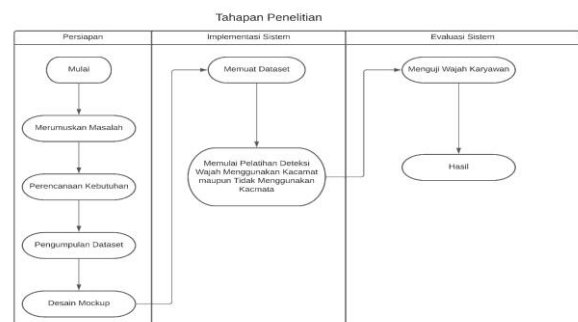 Tahapan Penelitian
Persiapan
Implementasi Sistem
Evaluasi Sistem
Mulai
Merumuskan Masalah
Perencanaan Kebutuhan
Pengumpulan Dataset
Desain Mockup
Memuat Dataset
Memulai Pelatihan Deteksi
Wajah Menggunakan Kacamat
maupun Tidak Menggunakan
Kacmata
Menguji Wajah Karyawan
Hasil